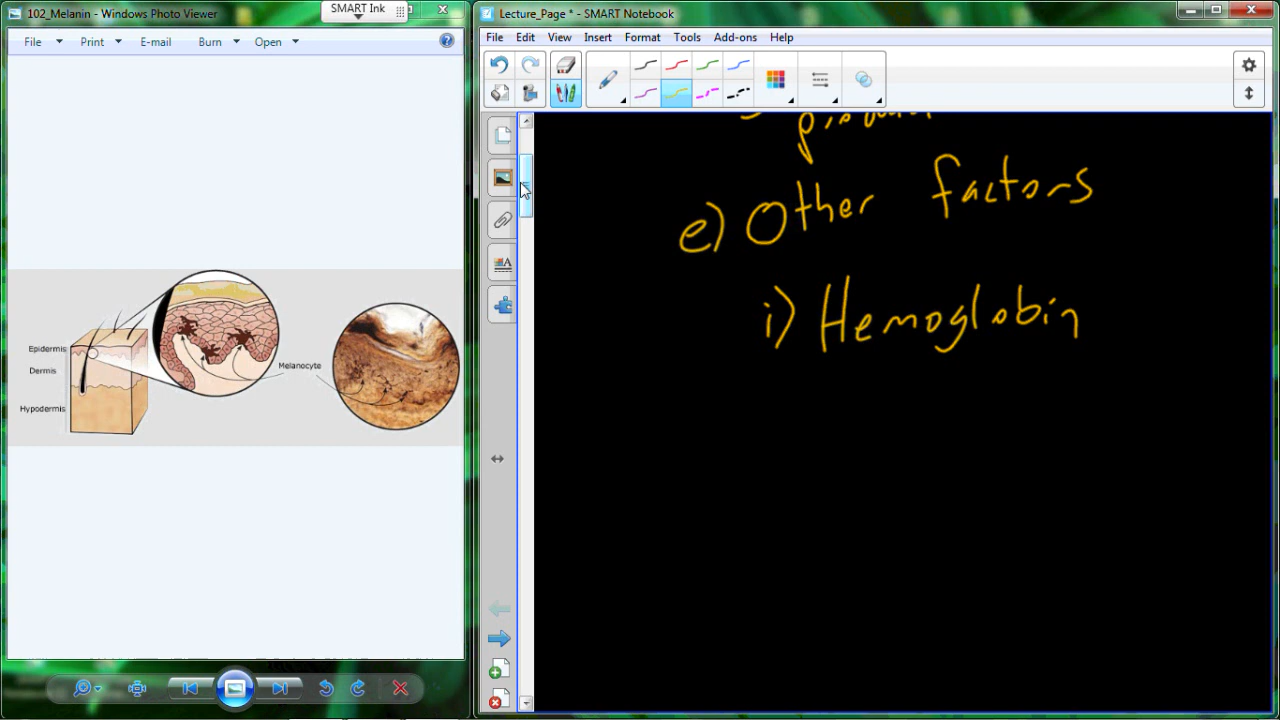 102_Melanin - Windows Photo Viewer
SMART Ink
File Print E-mail Burn Open
Epidermis
Dermis
Hypodermis
Melanocyte
Lecture_Page * - SMART Notebook
File Edit View Insert Format Tools Add-ons Help
e) Other factors
i) Hemoglobin